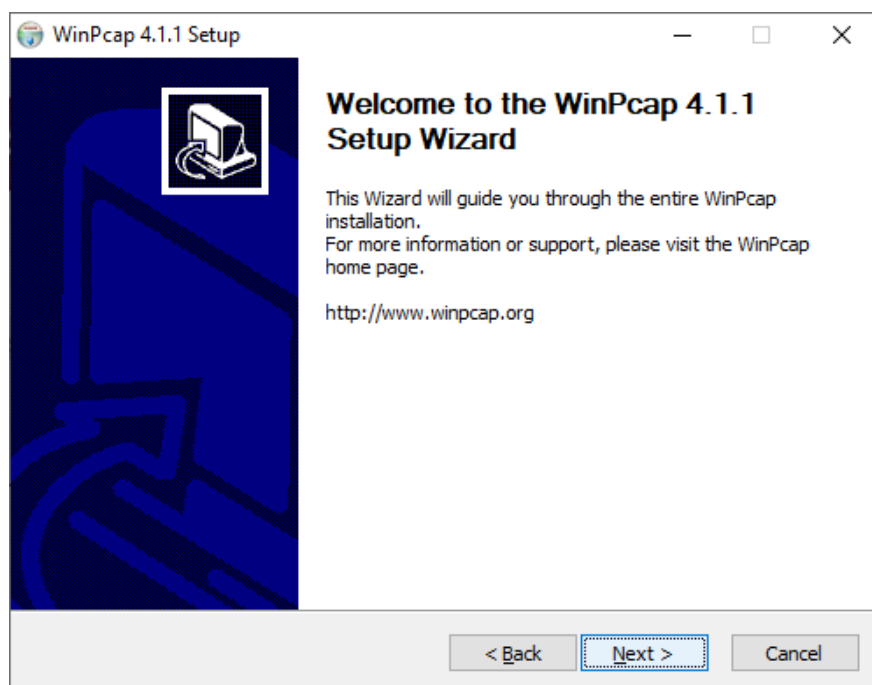 WinPcap 4.1.1 Setup
Welcome to the WinPcap 4.1.1
Setup Wizard
This Wizard will guide you through the entire WinPcap
installation.
For more information or support, please visit the WinPcap
home page.
http://www.winpcap.org
< Back
Next >
Cancel